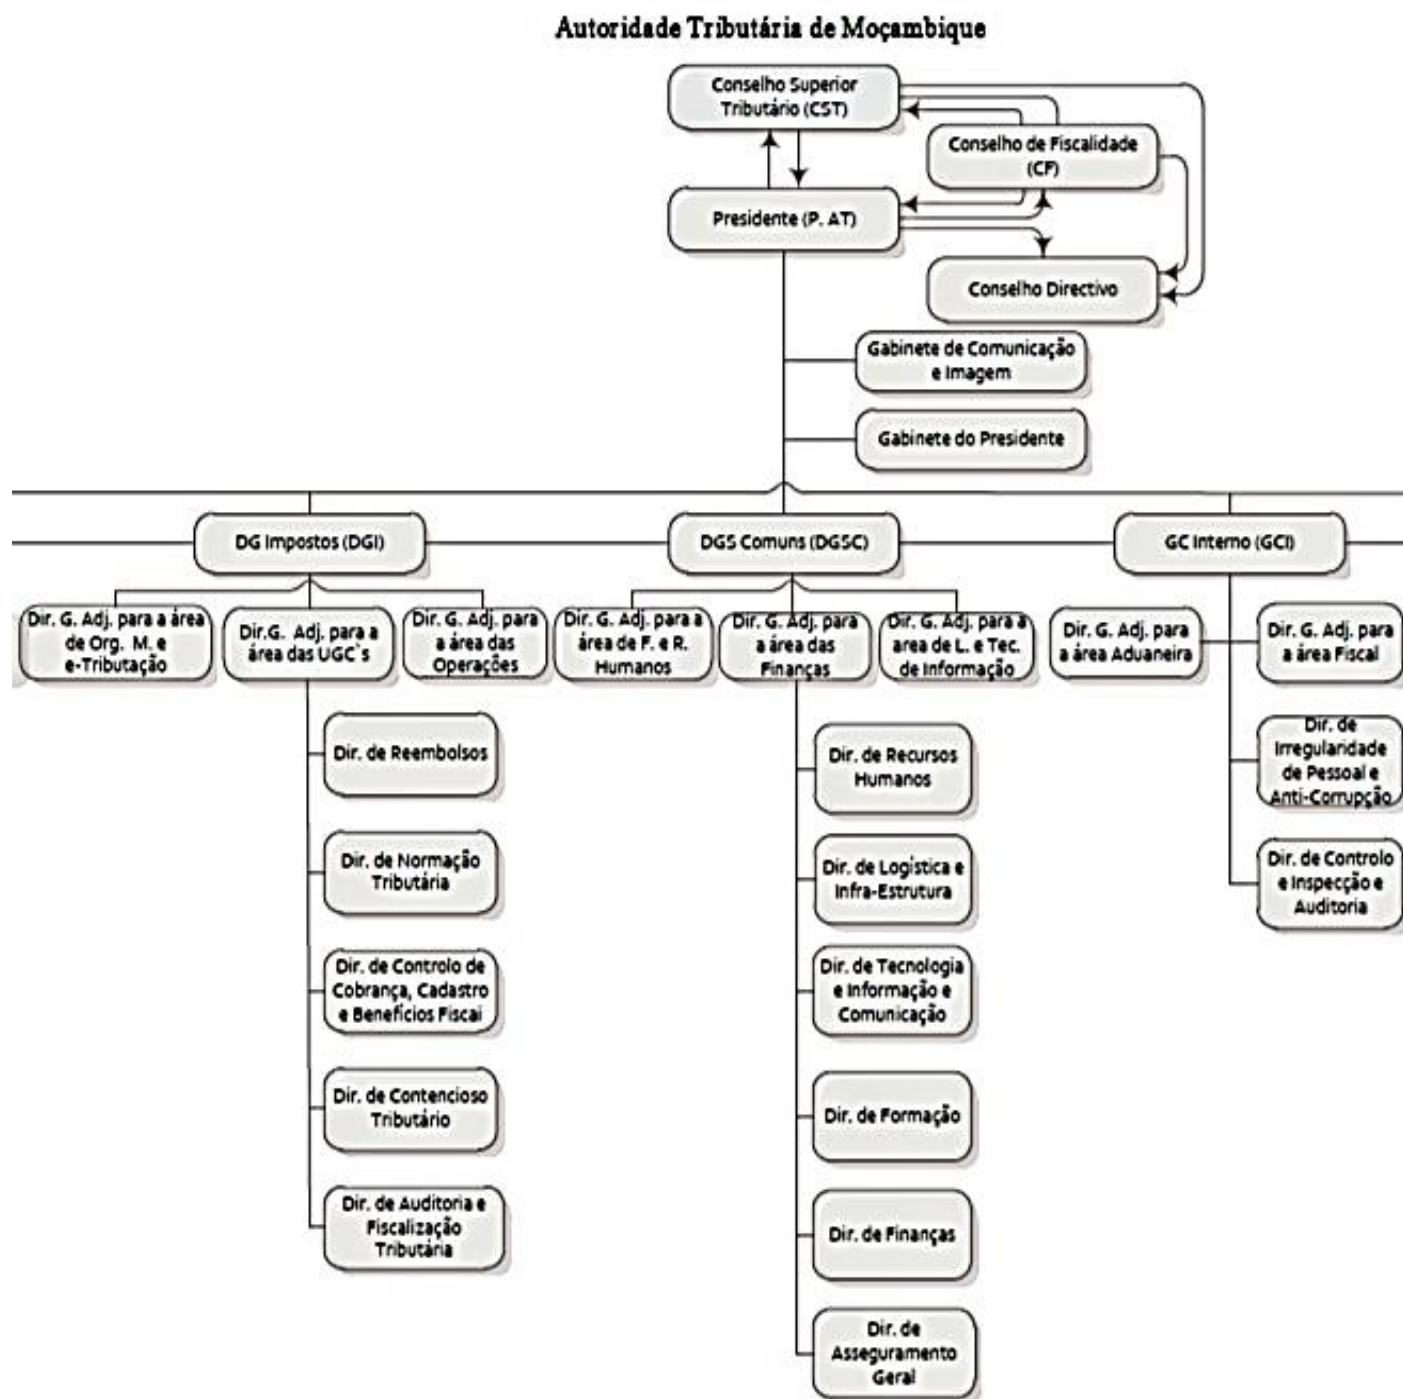 Autoridade Tributária de Moçambique
Conselho Superior
Tributário (CST)
Conselho de Fiscalidade
(CF)
Presidente (P. AT)
Conselho Directivo
Gabinete de Comunicação
e Imagem
Gabinete do Presidente
DG Impostos (DGI)
DGS Comuns (DGSC)
GC Interno (GCI)
Dir. G. Adj. para a área
de Org. M. e
e-Tributação
Dir.G. Adj. para a
área das UGC`s
Dir. G. Adj. para
a área das
Operações
Dir. G. Adj. para a
área de F. e R.
Humanos
Dir. G. Adj. para
a área das
Finanças
Dir. G. Adj. para a
area de L. e Tec.
de Informação
Dir. G. Adj. para
a área Aduaneira
Dir. G. Adj. para
a área Fiscal
Dir. de Reembolsos
Dir. de Normação
Tributária
Dir. de Controlo de
Cobrança, Cadastro
e Benefícios Fiscai
Dir. de Contencioso
Tributário
Dir. de Auditoria e
Fiscalização
Tributária
Dir. de Recursos
Humanos
Dir. de Logística e
Infra-Estrutura
Dir. de Tecnologia
e Informação e
Comunicação
Dir. de Formação
Dir. de Finanças
Dir. de
Asseguramento
Geral
Dir. de
Irregularidade
de Pessoal e
Anti-Corrupção
Dir. de Controlo
e Inspecção e
Auditoria